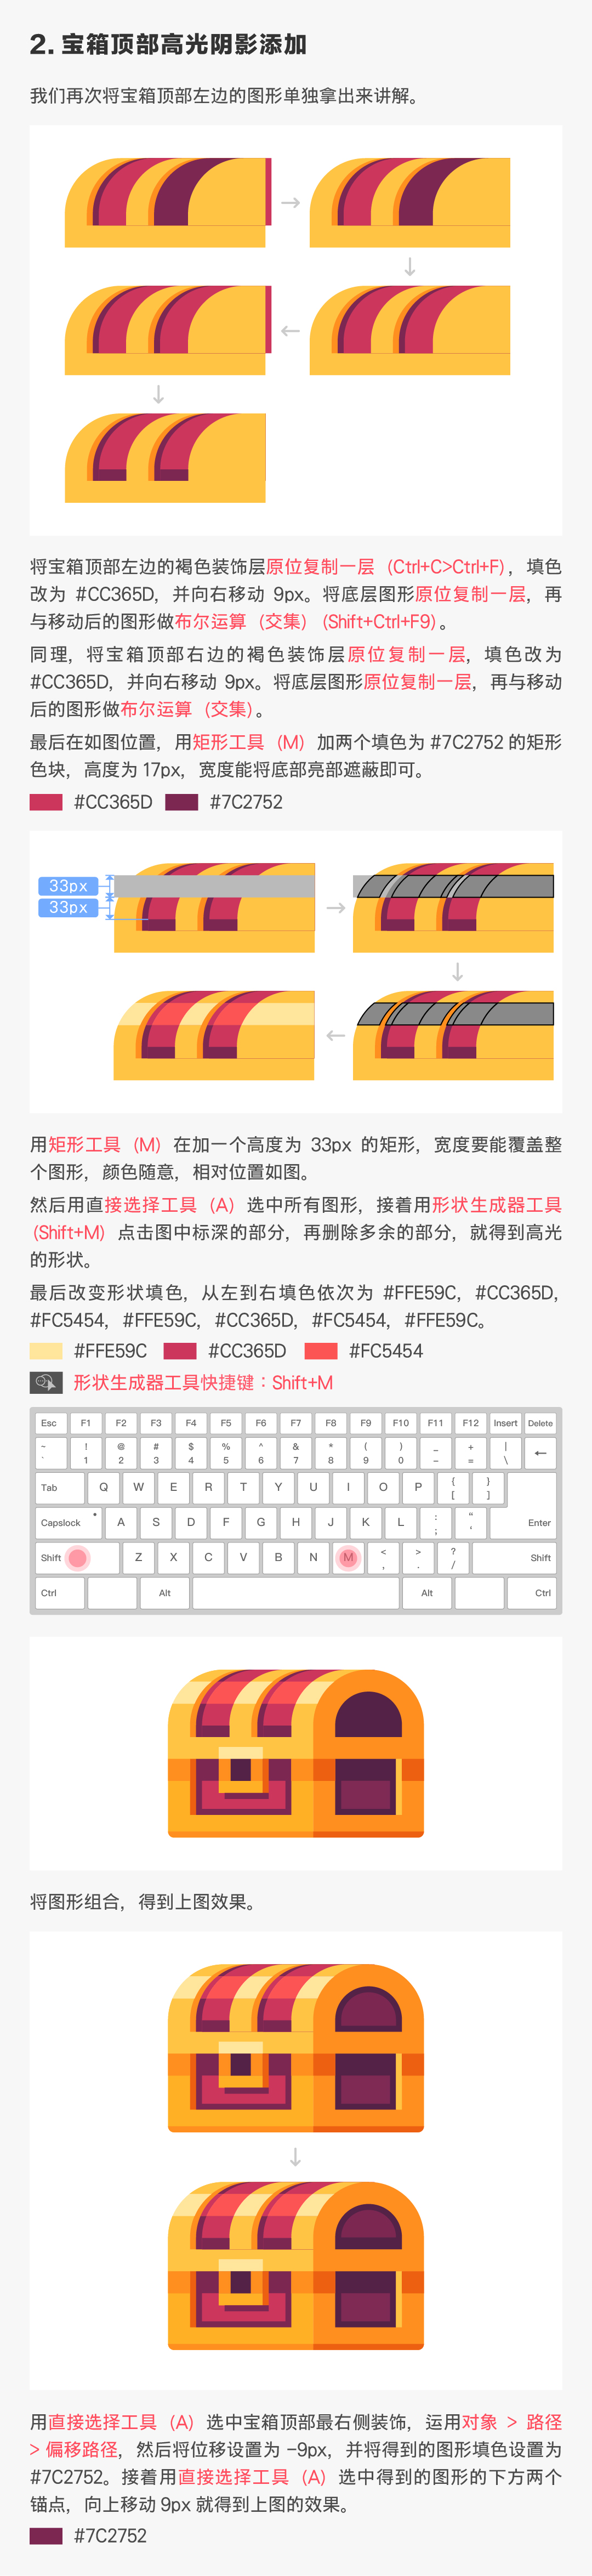 2. 宝箱顶部高光阴影添加
我们再次将宝箱顶部左边的图形单独拿出来讲解。
将宝箱顶部左边的褐色装饰层原位复制一层 (Ctrl+C>Ctrl+F)，填色
改为 #CC365D，并向右移动 9px。将底层图形原位复制一层，再
与移动后的图形做布尔运算 (交集) (Shift+Ctrl+F9) 。
同理，将宝箱顶部右边的褐色装饰层原位复制一层，填色改为
#CC365D，并向右移动 9px。将底层图形原位复制一层，再与移动
后的图形做布尔运算 (交集)。
最后在如图位置，用矩形工具 (M) 加两个填色为 #7C2752 的矩形
色块，高度为 17px，宽度能将底部亮部遮蔽即可。
#CC365D #7C2752
33px
33px
用矩形工具 (M) 在加一个高度为 33px 的矩形，宽度要能覆盖整
个图形，颜色随意，相对位置如图。
然后用直接选择工具 (A) 选中所有图形，接着用形状生成器工具
(Shift+M) 点击图中标深的部分，再删除多余的部分，就得到高光
的形状。
最后改变形状填色，从左到右填色依次为 #FFE59C，#CC365D，
#FC5454，#FFE59C，#CC365D，#FC5454，#FFE59C。
#FFE59C #CC365D #FC5454
形状生成器工具快捷键：Shift+M
Esc F1 F2 F3 F4 F5 F6 F7 F8 F9 F10 F11 F12 Insert Delete
~ ! @ # $ % ^ & * ( ) _ + |
` 1 2 3 4 5 6 7 8 9 0 – = \ ←
Tab Q W E R T Y U I O P { [ } ]
Capslock A S D F G H J K L : ; “ ‘ Enter
Shift Z X C V B N M < , > . ? / Shift
Ctrl Alt Alt Ctrl
将图形组合，得到上图效果。
用直接选择工具 (A) 选中宝箱顶部最右侧装饰，运用对象 > 路径
> 偏移路径，然后将位移设置为 -9px，并将得到的图形填色设置为
#7C2752。接着用直接选择工具 (A) 选中得到的图形的下方两个
锚点，向上移动 9px 就得到上图的效果。
#7C2752